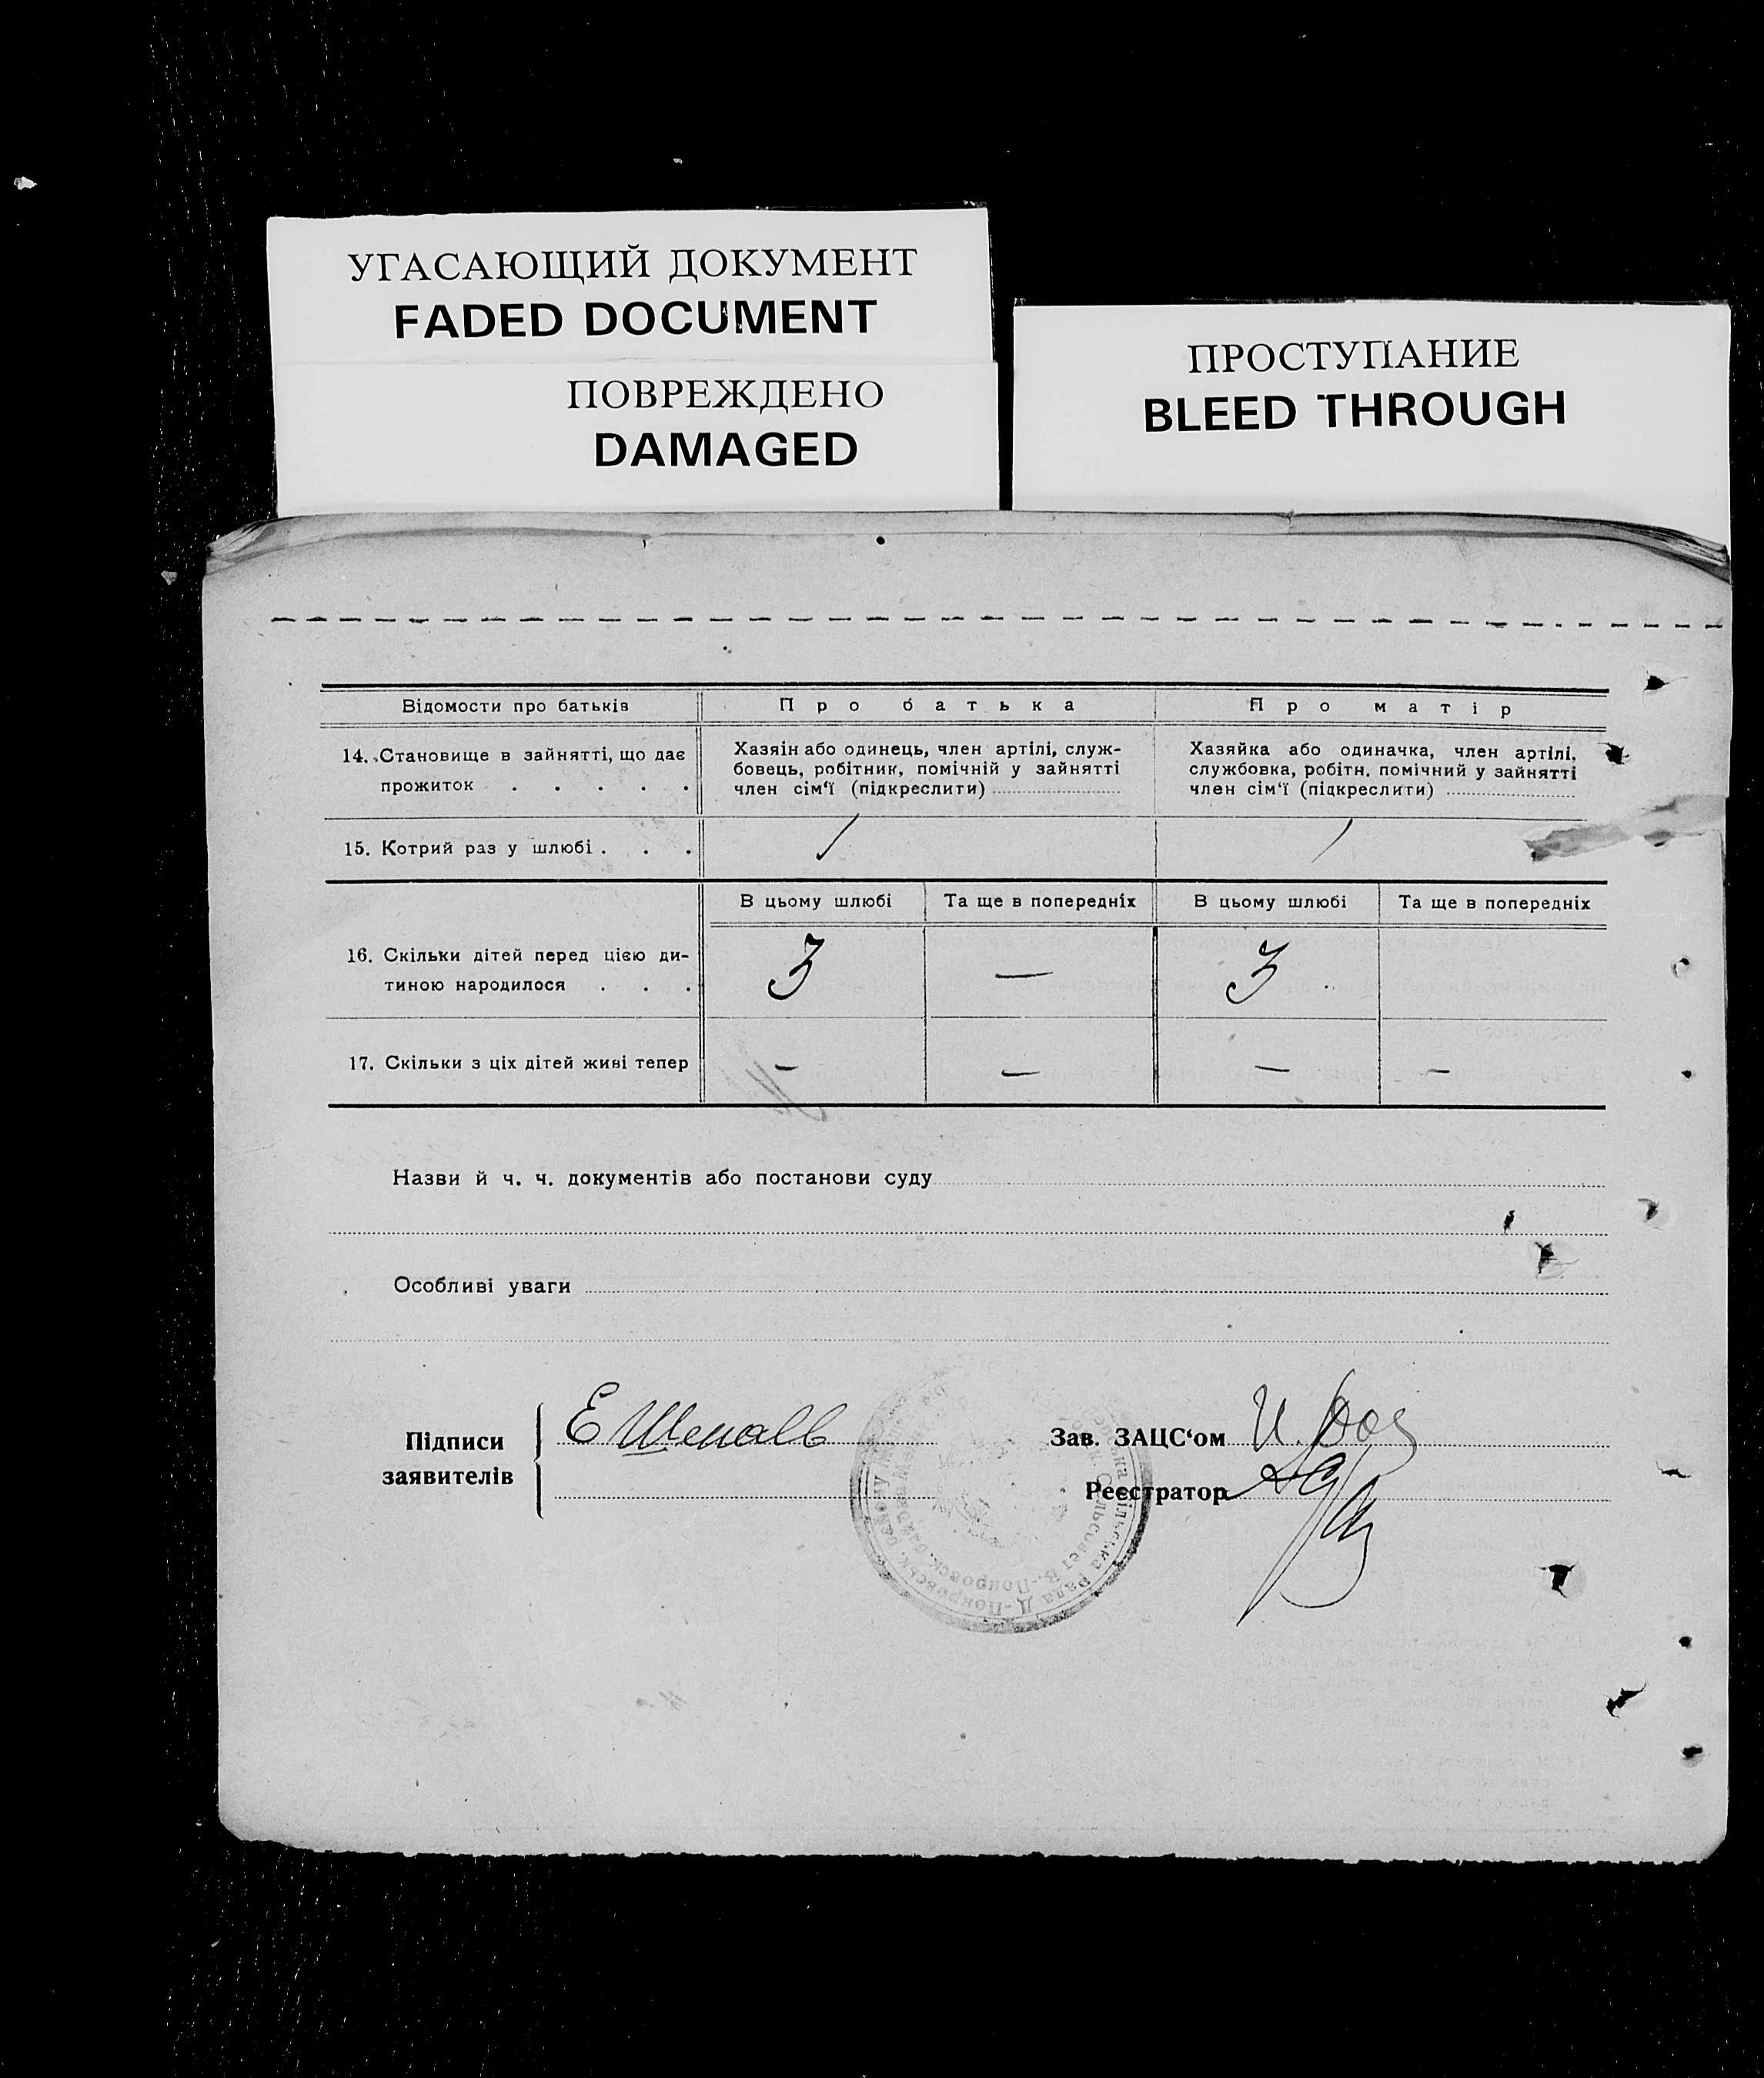 УГАСАЮЩИЙ ДОКУМЕНТ
FADED DOCUMENT
ПОВРЕЖДЕНО
DAMAGED
ПРОСТУПАНИЕ
BLEED THROUGH
Відомости про батьків Про батька Про матір
14. Становище в зайнятті, що дає
прожиток . . . . .
Хазяїн або одинець, член артілі, служ-
бовець, робітник, помічній у зайнятті
член сім‘ї (підкреслити)
Хазяйка або одиначка, член артілі,
службовка, робітн. помічний у зайнятті
член сім‘ї (підкреслити)
15. Котрий раз у шлюбі . . . 1 1
В цьому шлюбі Та ще в попередніх В цьому шлюбі Та ще в попередніх
16. Скільки дітей перед цією ди-
тиною народилося . . . 3 — 3
17. Скільки з ціх дітей живі тепер — — — —
Назви й ч. ч. документів або постанови суду
Особливі уваги
Підписи
заявителів
Зав. ЗАЦС‘ом
Реєстратор